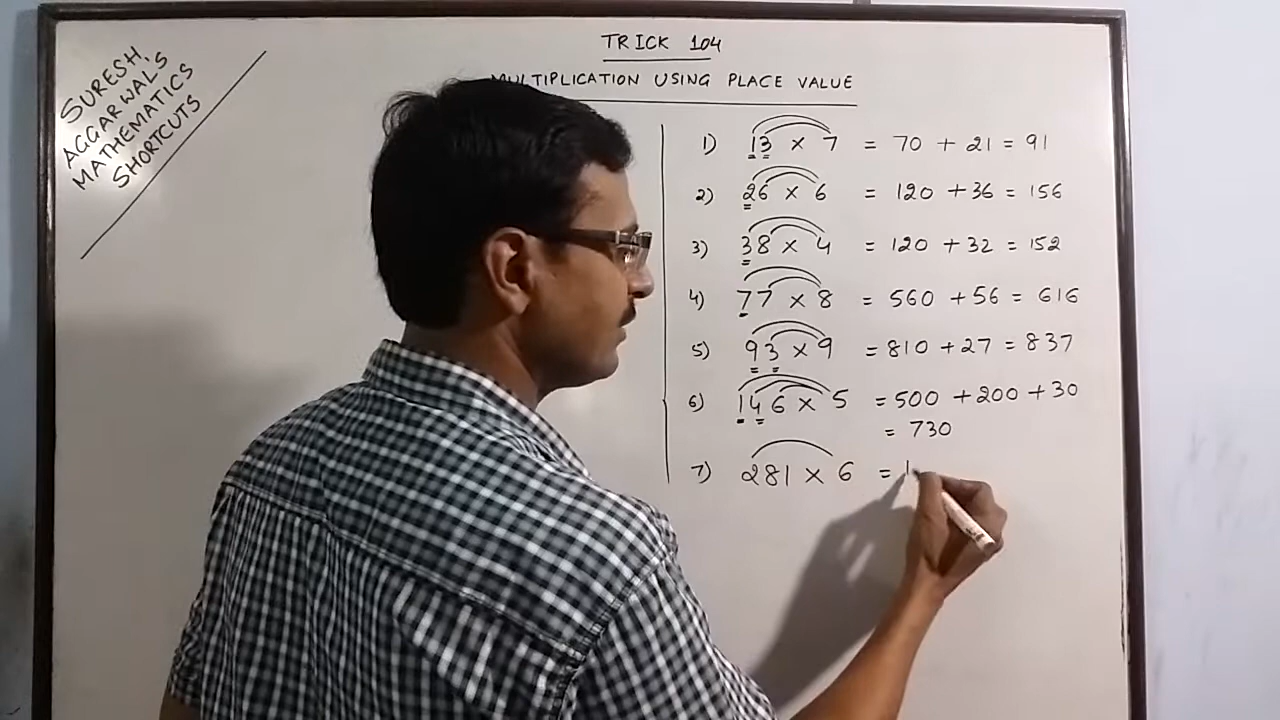 SURESH
AGGARWAL'S
MATHEMATICS
SHORTCUTS
TRICK 104
MULTIPLICATION USING PLACE VALUE
1) 13 × 7 = 70 + 21 = 91
2) 26 × 6 = 120 + 36 = 156
3) 38 × 4 = 120 + 32 = 152
4) 77 × 8 = 560 + 56 = 616
5) 93 × 9 = 810 + 27 = 837
6) 146 × 5 = 500 + 200 + 30
= 730
7) 281 × 6 = 1